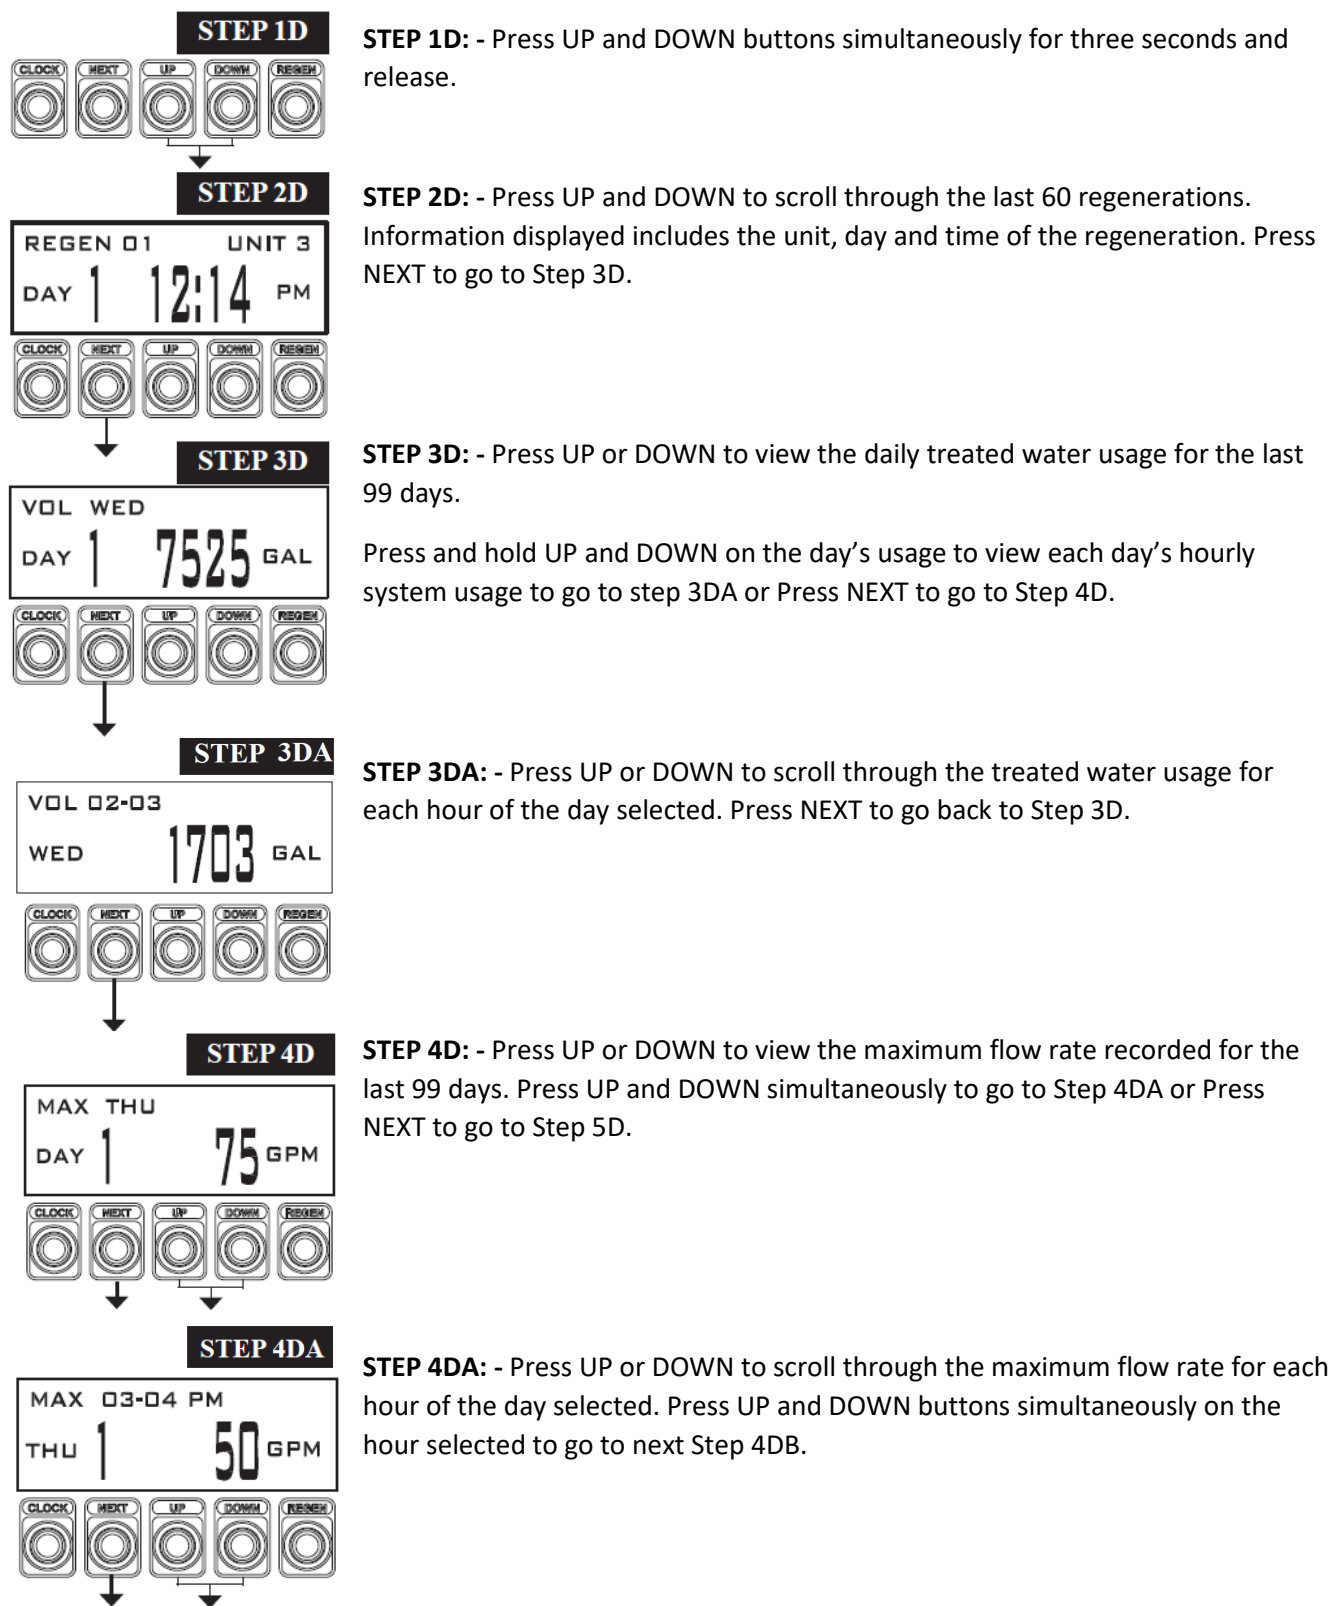 STEP 1D
STEP 1D: - Press UP and DOWN buttons simultaneously for three seconds and
release.
CLOCK NEXT UP DOWN REGEN
STEP 2D
STEP 2D: - Press UP and DOWN to scroll through the last 60 regenerations.
Information displayed includes the unit, day and time of the regeneration. Press
NEXT to go to Step 3D.
REGEN 01 UNIT 3
DAY 1 12:14 PM
CLOCK NEXT UP DOWN REGEN
STEP 3D
STEP 3D: - Press UP or DOWN to view the daily treated water usage for the last
99 days.
Press and hold UP and DOWN on the day’s usage to view each day’s hourly
system usage to go to step 3DA or Press NEXT to go to Step 4D.
VOL WED
DAY 1 7525 GAL
CLOCK NEXT UP DOWN REGEN
STEP 3DA
STEP 3DA: - Press UP or DOWN to scroll through the treated water usage for
each hour of the day selected. Press NEXT to go back to Step 3D.
VOL 02-03
WED 1703 GAL
CLOCK NEXT UP DOWN REGEN
STEP 4D
STEP 4D: - Press UP or DOWN to view the maximum flow rate recorded for the
last 99 days. Press UP and DOWN simultaneously to go to Step 4DA or Press
NEXT to go to Step 5D.
MAX THU
DAY 1 75 GPM
CLOCK NEXT UP DOWN REGEN
STEP 4DA
STEP 4DA: - Press UP or DOWN to scroll through the maximum flow rate for each
hour of the day selected. Press UP and DOWN buttons simultaneously on the
hour selected to go to next Step 4DB.
MAX 03-04 PM
THU 1 50 GPM
CLOCK NEXT UP DOWN REGEN